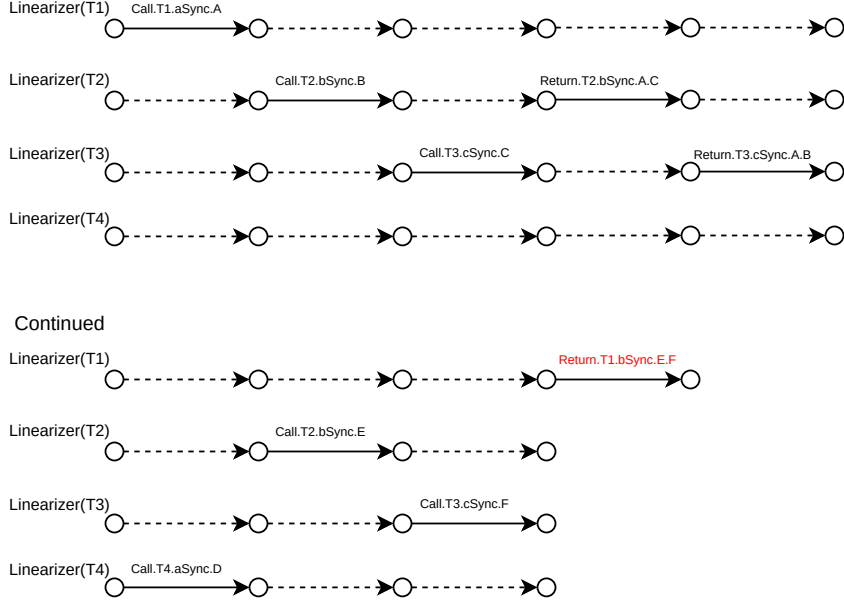 Linearizer(T1)
Call.T1.aSync.A
Linearizer(T2)
Call.T2.bSync.B
Return.T2.bSync.A.C
Linearizer(T3)
Call.T3.cSync.C
Return.T3.cSync.A.B
Linearizer(T4)
Continued
Linearizer(T1)
Return.T1.bSync.E.F
Linearizer(T2)
Call.T2.bSync.E
Linearizer(T3)
Call.T3.cSync.F
Linearizer(T4)
Call.T4.aSync.D